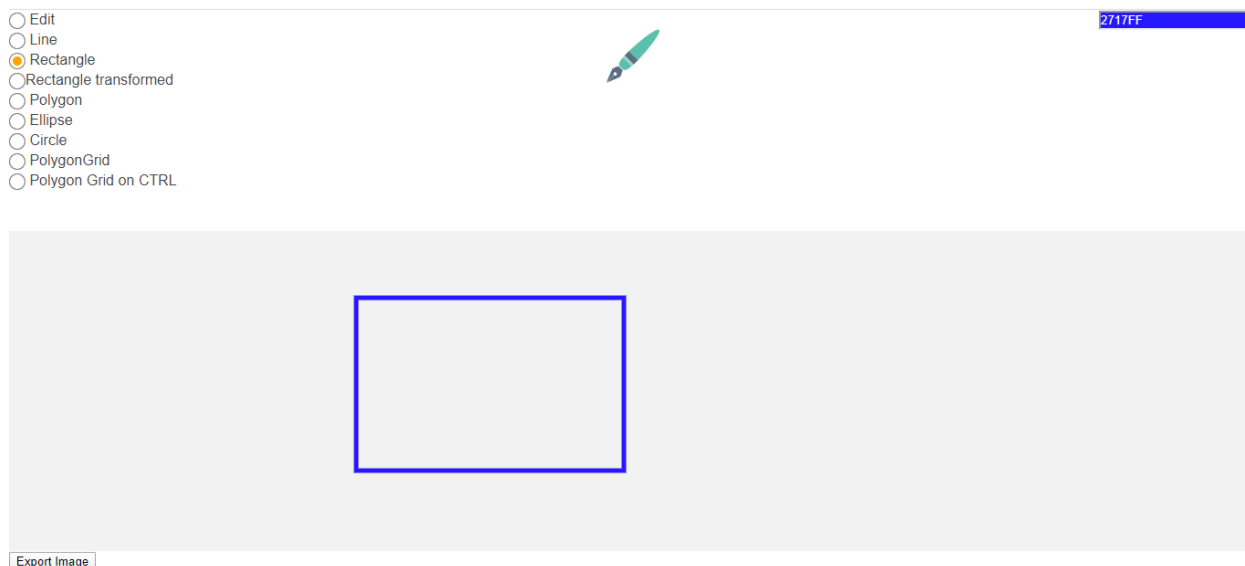 Edit
2717FF
Line
Rectangle
Rectangle transformed
Polygon
Ellipse
Circle
PolygonGrid
Polygon Grid on CTRL
Export Image